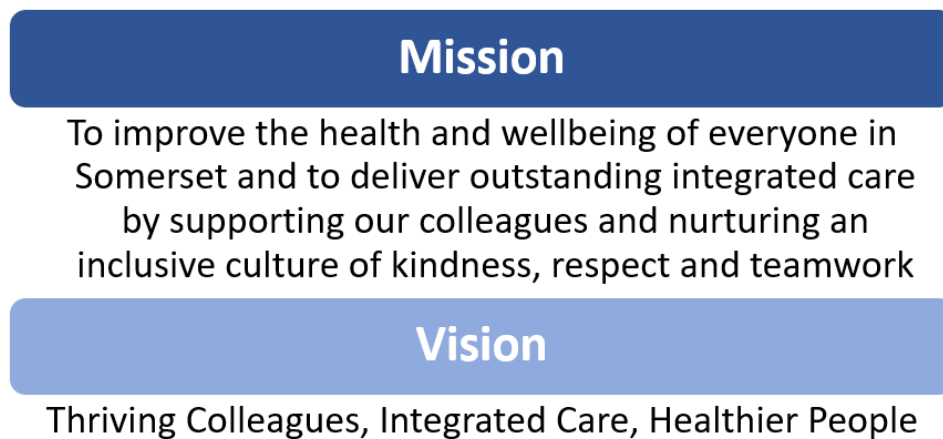 Mission
To improve the health and wellbeing of everyone in
Somerset and to deliver outstanding integrated care
by supporting our colleagues and nurturing an
inclusive culture of kindness, respect and teamwork
Vision
Thriving Colleagues, Integrated Care, Healthier People